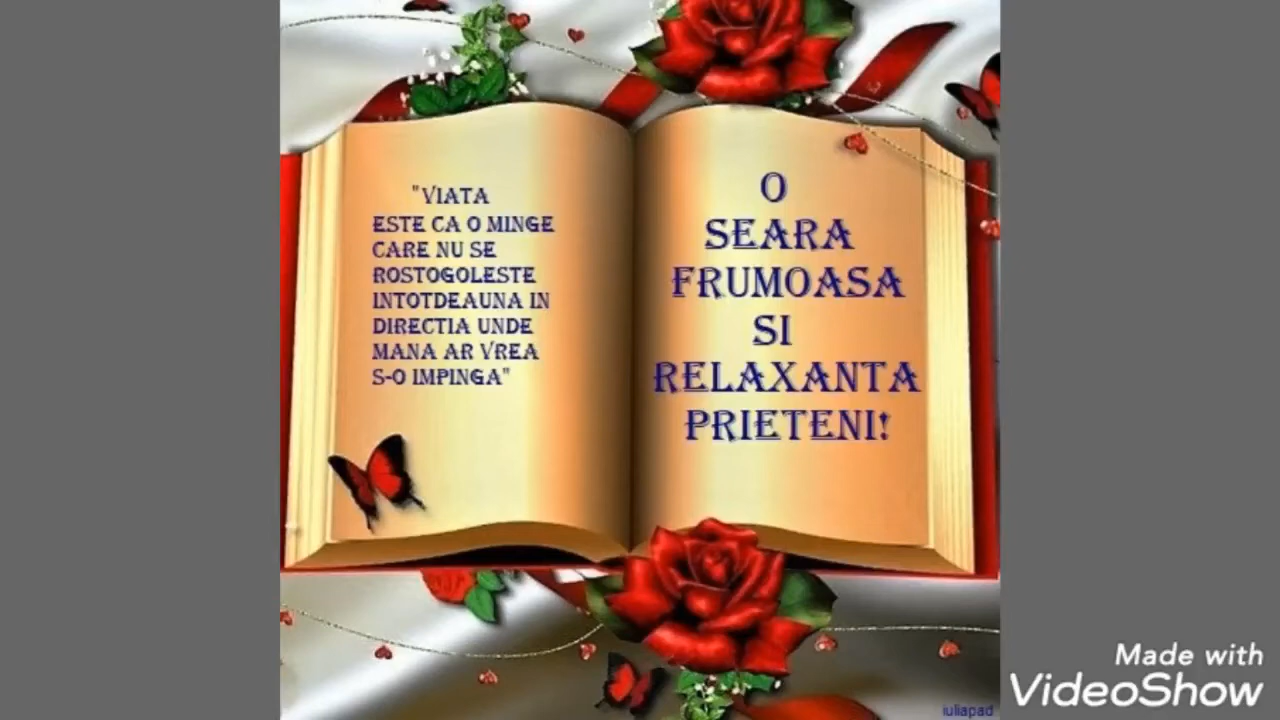 "VIATA
ESTE CA O MINGE
CARE NU SE
ROSTOGOLESTE
INTOTDEAUNA IN
DIRECTIA UNDE
MANA AR VREA
S-O IMPINGA"
O
SEARA
FRUMOASA
SI
RELAXANTA
PRIETENI!
Made with
VideoShow
iuliapad